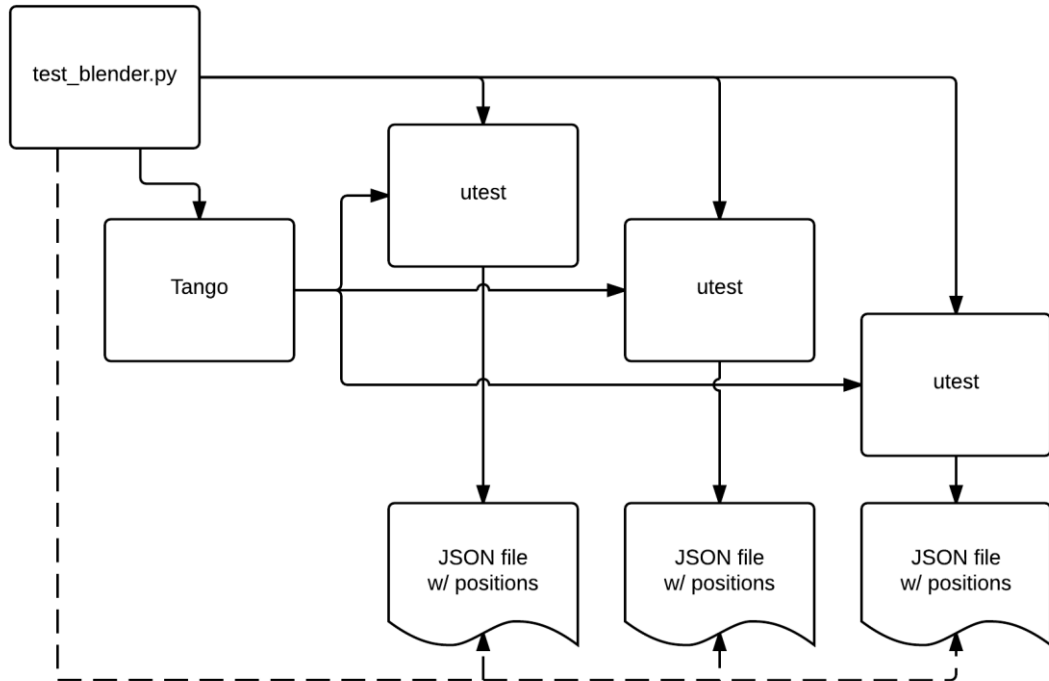 test_blender.py
utest
Tango
utest
utest
JSON file
w/ positions
JSON file
w/ positions
JSON file
w/ positions